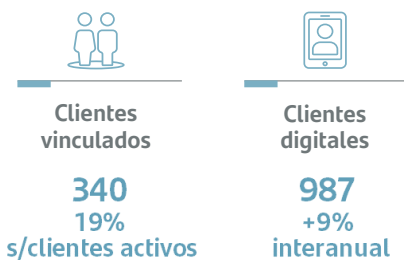 Clientes
vinculados
340
19%
s/clientes activos
Clientes
digitales
987
+9%
interanual